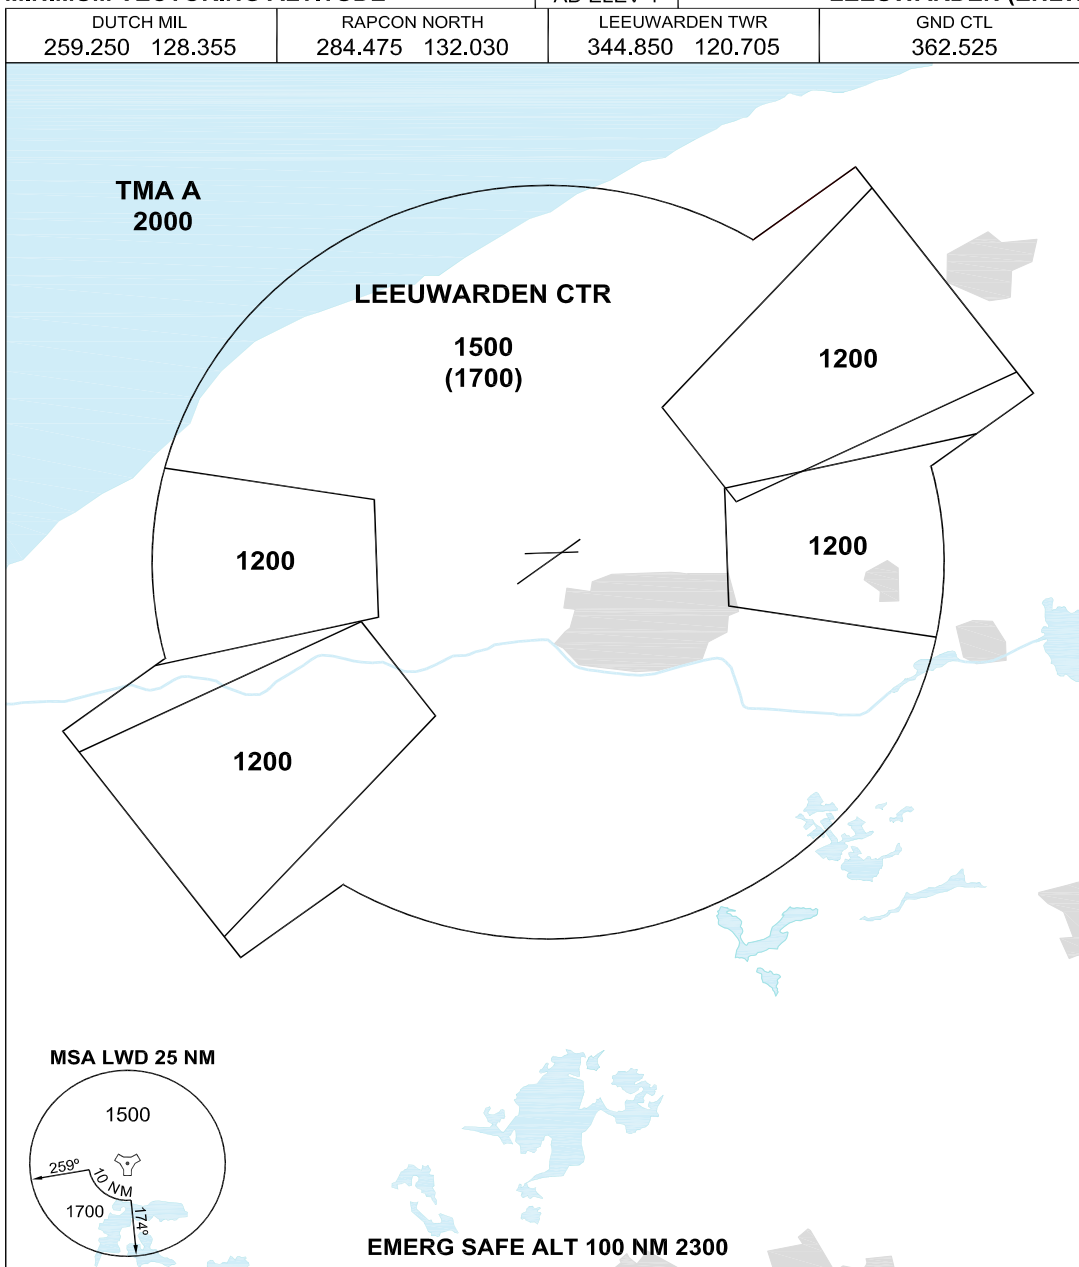 DUTCH MIL
259.250 128.355
RAPCON NORTH
284.475 132.030
LEEUWARDEN TWR
344.850 120.705
GND CTL
362.525
TMA A
2000
LEEUWARDEN CTR
1500
(1700)
1200
1200
1200
1200
MSA LWD 25 NM
1500
259°
10 NM
1700
174°
EMERG SAFE ALT 100 NM 2300